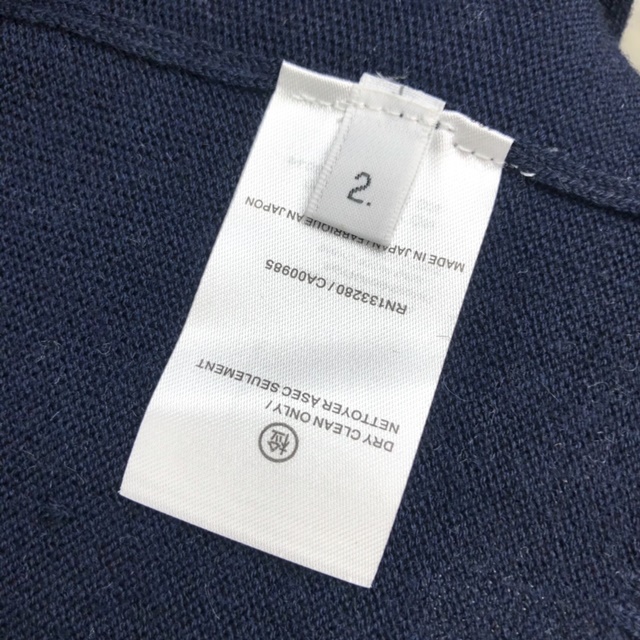 2.
MADE IN JAPAN / FABRIQUE AU JAPON
RN133280 / CA00985
DRY CLEAN ONLY /
NETTOYER A SEC SEULEMENT